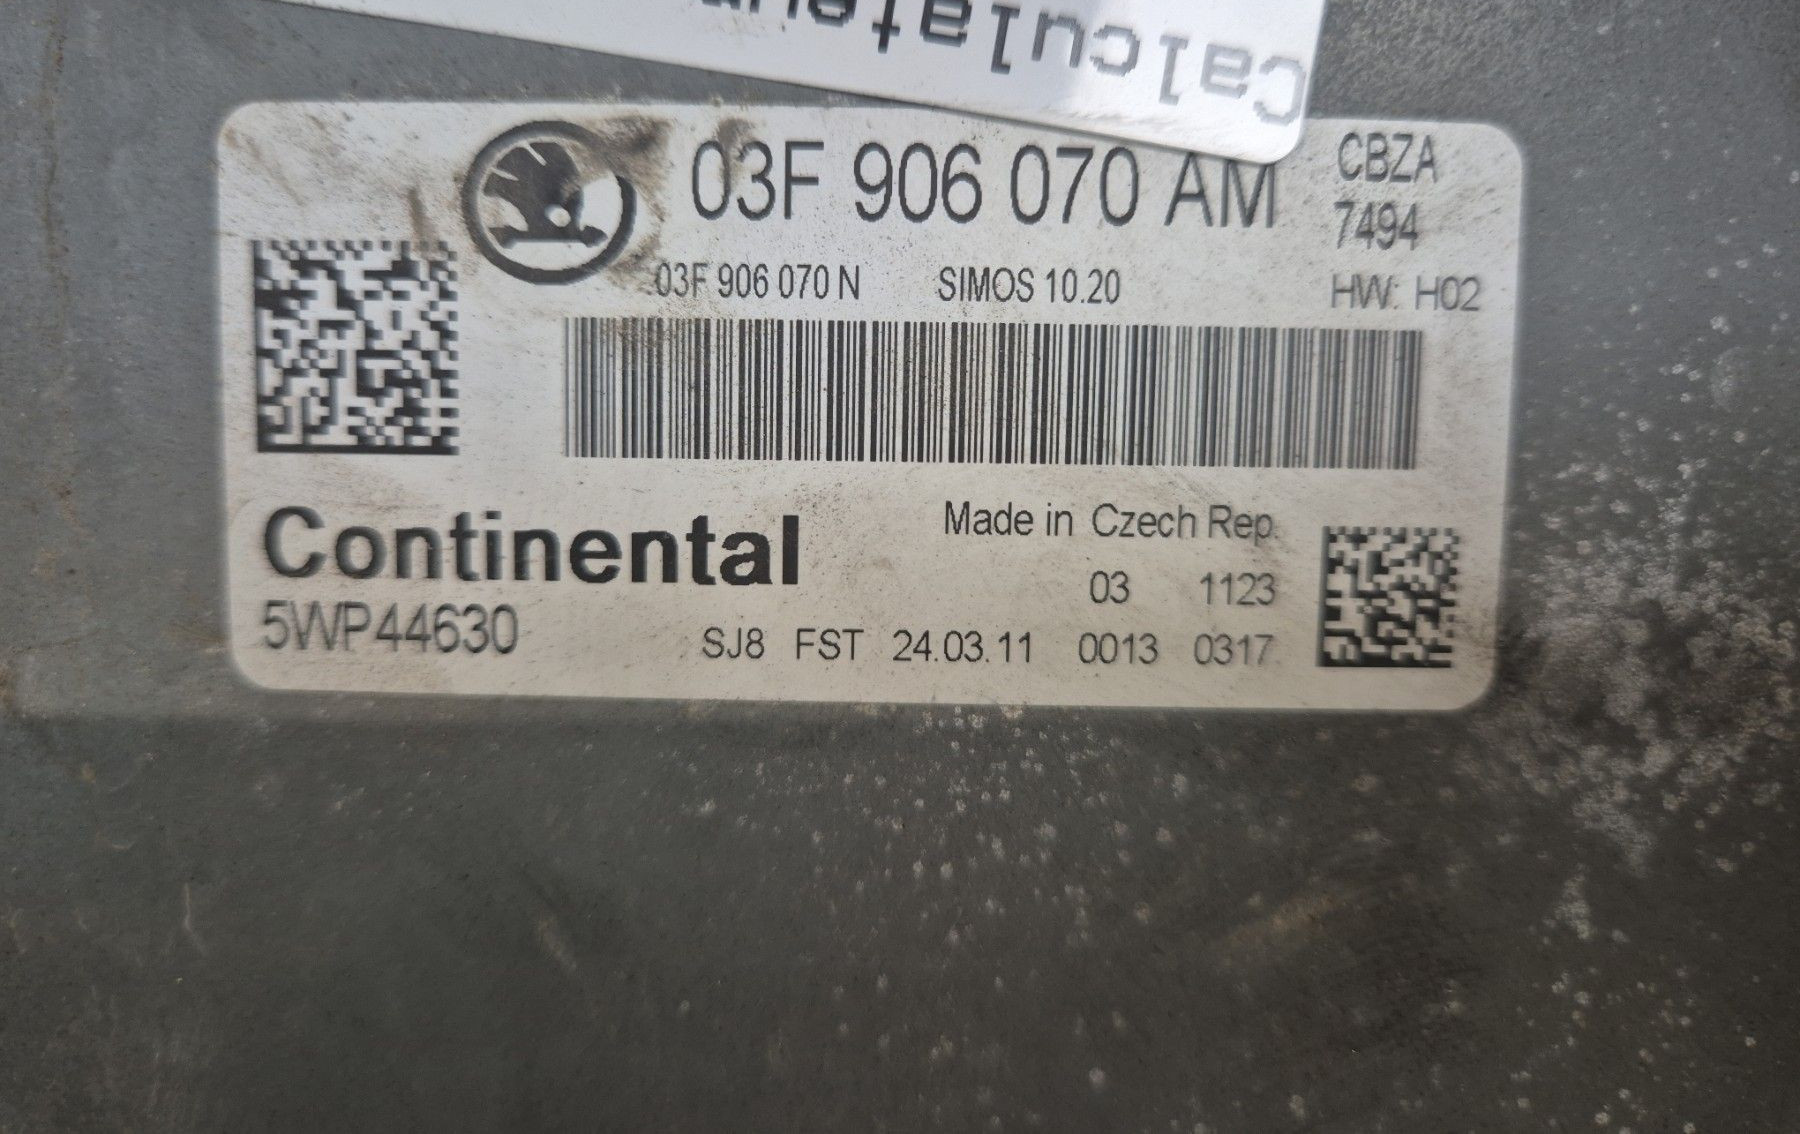 Calculateur
03F 906 070 AM
CBZA
7494
03F 906 070 N SIMOS 10.20 HW: H02
Continental
Made in Czech Rep.
03 1123
5WP44630
SJ8 FST 24.03.11 0013 0317